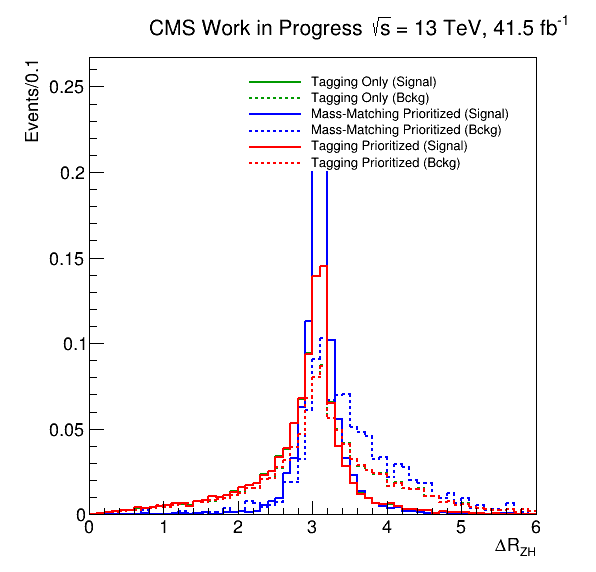 CMS Work in Progress √s = 13 TeV, 41.5 fb⁻¹
Events/0.1
Tagging Only (Signal)
Tagging Only (Bckg)
Mass-Matching Prioritized (Signal)
Mass-Matching Prioritized (Bckg)
Tagging Prioritized (Signal)
Tagging Prioritized (Bckg)
0.25
0.2
0.15
0.1
0.05
0
0 1 2 3 4 5 6
ΔR_ZH